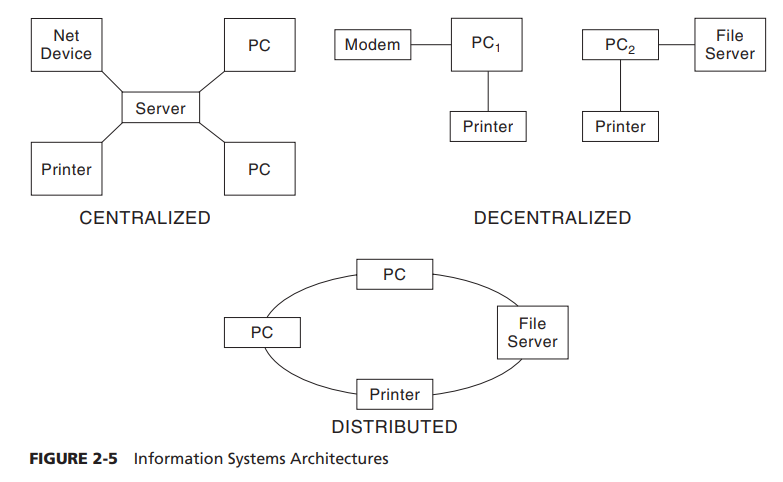 Net
Device
PC
Server
Printer
PC
CENTRALIZED
Modem
PC₁
Printer
PC₂
File
Server
Printer
DECENTRALIZED
PC
PC
File
Server
Printer
DISTRIBUTED
FIGURE 2-5 Information Systems Architectures